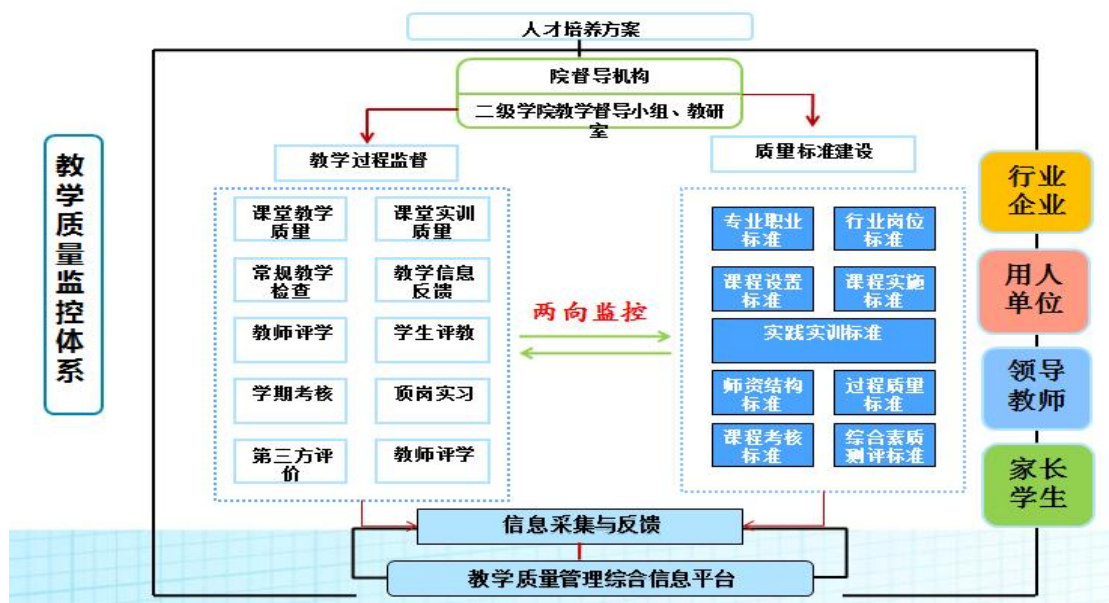 人才培养方案
院督导机构
二级学院教学督导小组、教研
室
教学过程监督
质量标准建设
教学质量监控体系
课堂教学
质量
课堂实训
质量
常规教学
检查
教学信息
反馈
教师评学
学生评教
学期考核
顶岗实习
第三方评
价
教师评学
两向监控
专业职业
标准
行业岗位
标准
课程设置
标准
课程实施
标准
实践实训标准
师资结构
标准
过程质量
标准
课程考核
标准
综合素质
测评标准
行业
企业
用人
单位
领导
教师
家长
学生
信息采集与反馈
教学质量管理综合信息平台